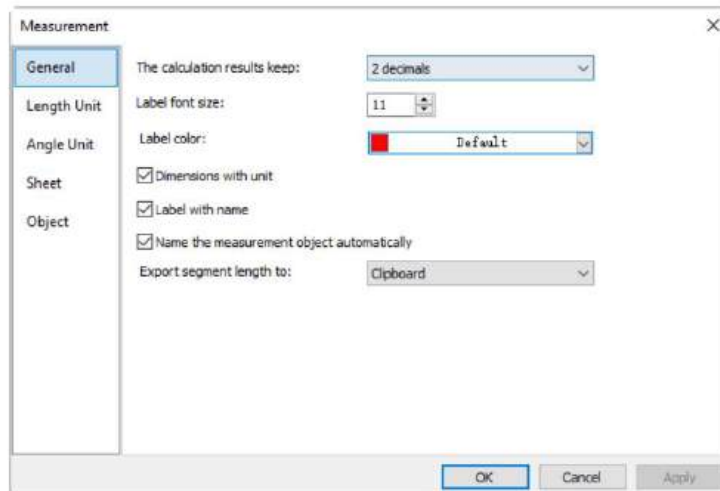 Measurement
General
Length Unit
Angle Unit
Sheet
Object
The calculation results keep: 2 decimals
Label font size: 11
Label color: Default
Dimensions with unit
Label with name
Name the measurement object automatically
Export segment length to: Clipboard
OK Cancel Apply